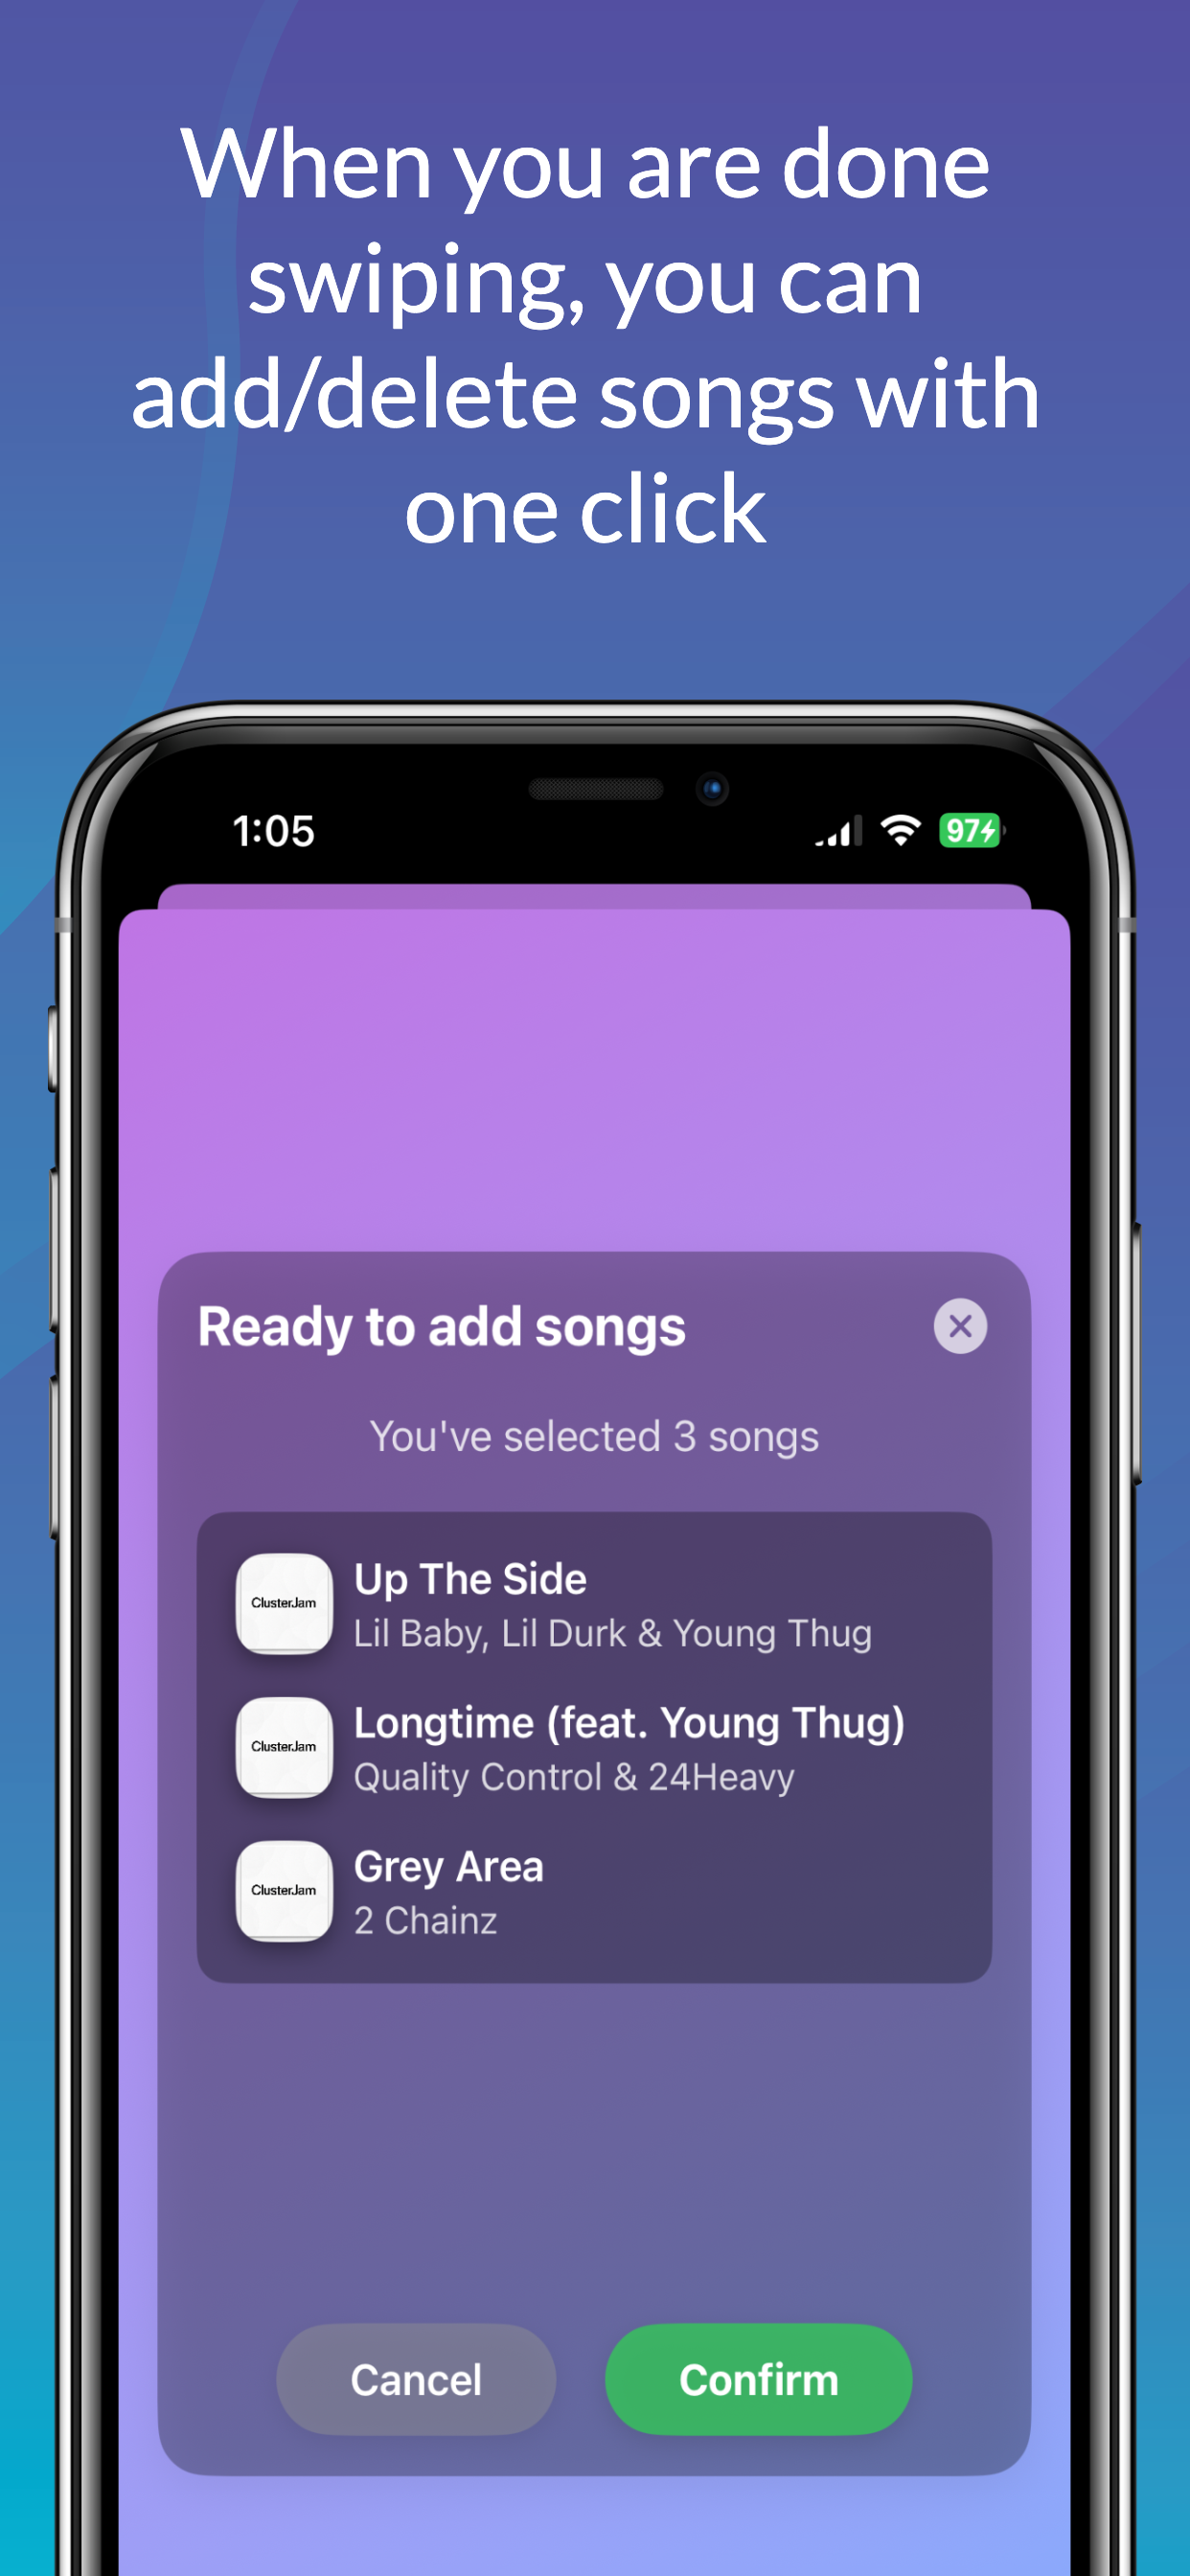 When you are done
swiping, you can
add/delete songs with
one click
1:05
97
Ready to add songs
You've selected 3 songs
ClusterJam
Up The Side
Lil Baby, Lil Durk & Young Thug
ClusterJam
Longtime (feat. Young Thug)
Quality Control & 24Heavy
ClusterJam
Grey Area
2 Chainz
Cancel
Confirm